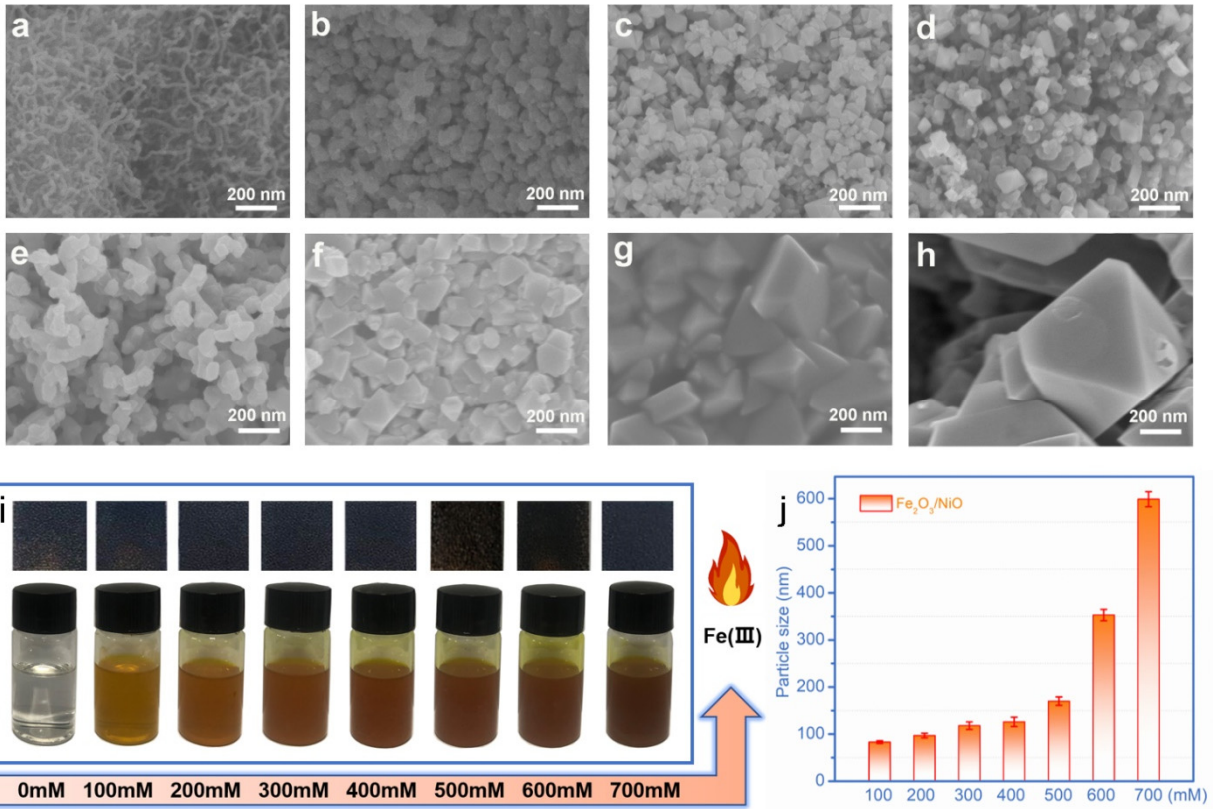 a
b
c
d
200 nm
200 nm
200 nm
200 nm
e
f
g
h
200 nm
200 nm
200 nm
200 nm
i
Fe(Ⅲ)
0mM 100mM 200mM 300mM 400mM 500mM 600mM 700mM
j
Fe₂O₃/NiO
Particle size (nm)
600
500
400
300
200
100
0
100 200 300 400 500 600 700 (mM)